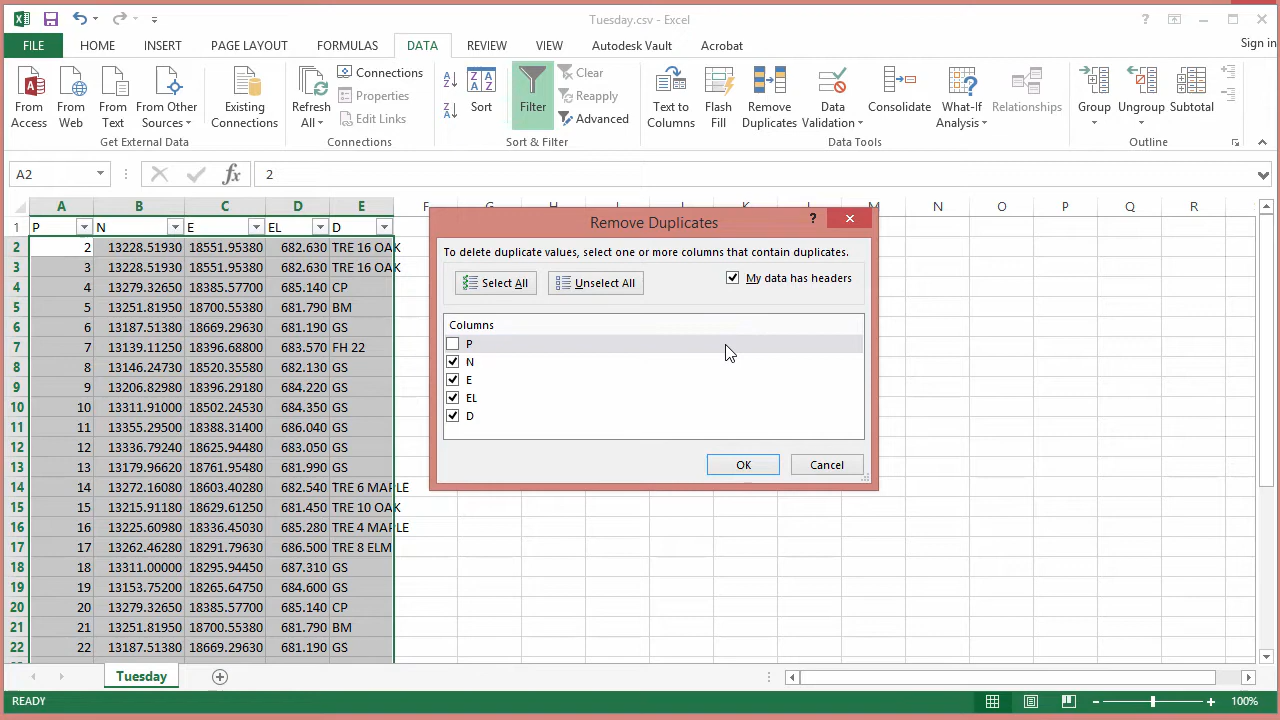 Tuesday.csv - Excel
FILE HOME INSERT PAGE LAYOUT FORMULAS DATA REVIEW VIEW Autodesk Vault Acrobat Sign in
From Access From Web From Text From Other Sources Existing Connections Refresh All Connections Properties Edit Links Sort Filter Clear Reapply Advanced Text to Columns Flash Fill Remove Duplicates Data Validation Consolidate What-If Analysis Relationships Group Ungroup Subtotal
Get External Data Connections Sort & Filter Data Tools Outline
A2 fx 2
A B C D E F N O P Q R
1 P N E EL D
2 2 13228.51930 18551.95380 682.630 TRE 16 OAK
3 3 13228.51930 18551.95380 682.630 TRE 16 OAK
4 4 13279.32650 18385.57700 685.140 CP
5 5 13251.81950 18700.55380 681.790 BM
6 6 13187.51380 18669.29630 681.190 GS
7 7 13139.11250 18396.68800 683.570 FH 22
8 8 13146.24730 18520.35580 682.130 GS
9 9 13206.82980 18396.29180 684.220 GS
10 10 13311.91000 18502.24530 684.350 GS
11 11 13355.29500 18388.31400 686.040 GS
12 12 13336.79240 18625.94480 683.050 GS
13 13 13179.96620 18761.95480 681.990 GS
14 14 13272.16090 18603.40280 682.540 TRE 6 MAPLE
15 15 13215.91180 18629.61250 681.450 TRE 10 OAK
16 16 13225.60980 18336.45030 685.280 TRE 4 MAPLE
17 17 13262.46280 18291.79630 686.500 TRE 8 ELM
18 18 13311.00000 18295.94450 687.310 GS
19 19 13153.75200 18265.64750 684.600 GS
20 20 13279.32650 18385.57700 685.140 CP
21 21 13251.81950 18700.55380 681.790 BM
22 22 13187.51380 18669.29630 681.190 GS
Remove Duplicates ?
To delete duplicate values, select one or more columns that contain duplicates.
Select All Unselect All My data has headers
Columns
P
N
E
EL
D
OK Cancel
Tuesday
READY 100%